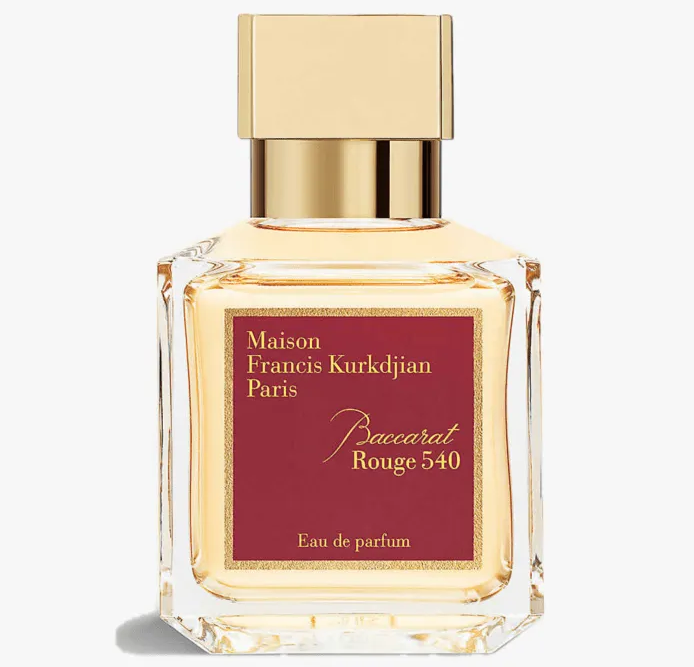 Maison
Francis Kurkdjian
Paris
Baccarat
Rouge 540
Eau de parfum